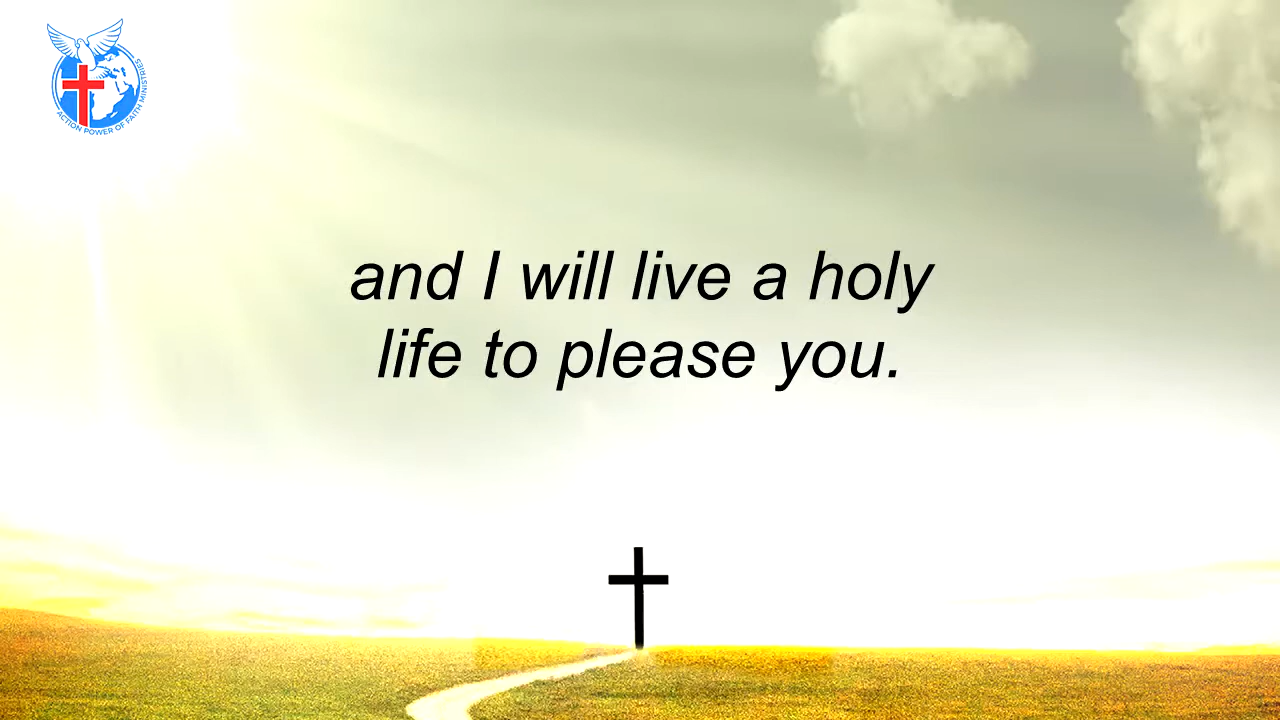 ACTION POWER OF FAITH MINISTRIES
and I will live a holy
life to please you.